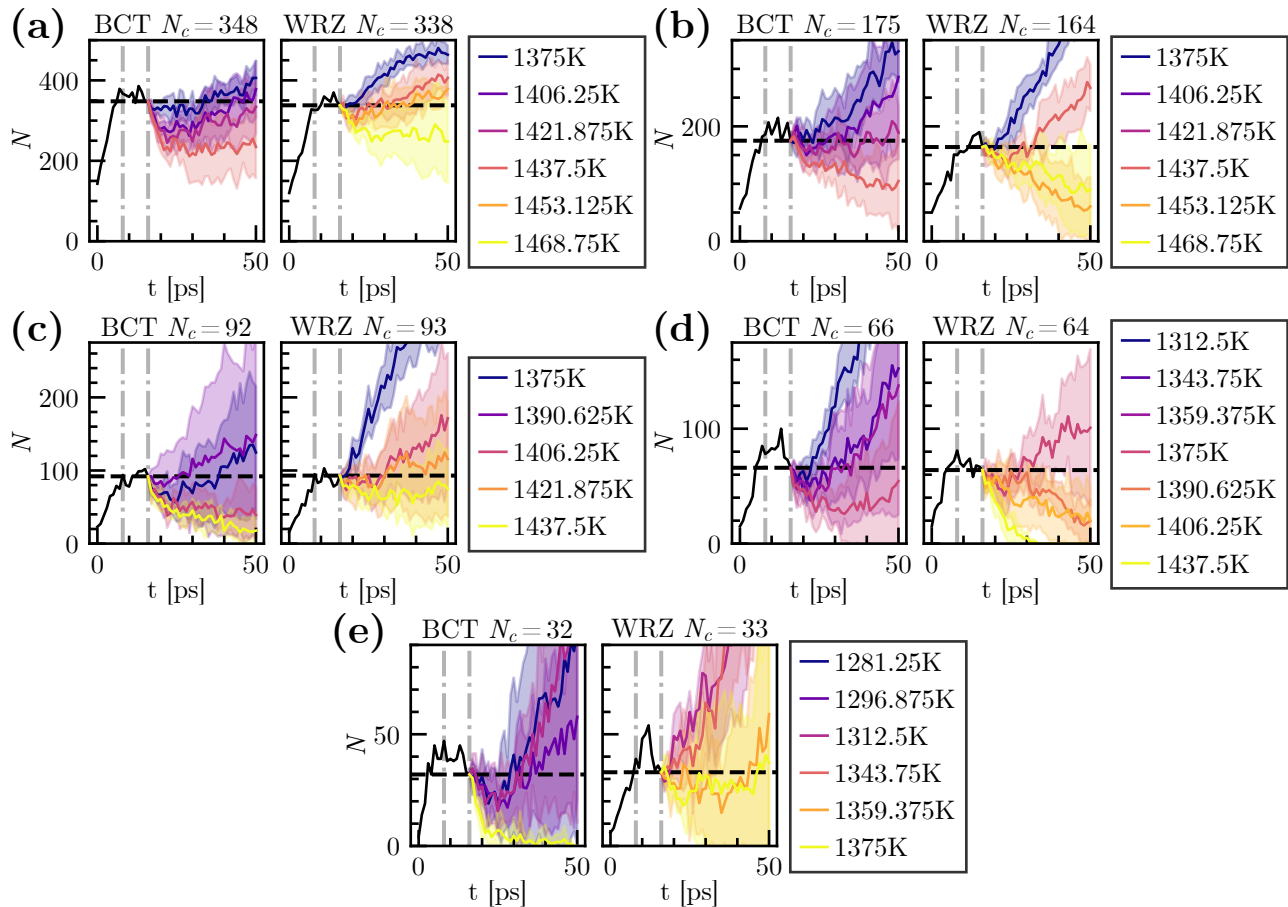 (a)
BCT N_c = 348
WRZ N_c = 338
N
400
200
0
0
50
t [ps]
0
50
t [ps]
1375K
1406.25K
1421.875K
1437.5K
1453.125K
1468.75K
(b)
BCT N_c = 175
WRZ N_c = 164
N
200
0
0
50
t [ps]
0
50
t [ps]
1375K
1406.25K
1421.875K
1437.5K
1453.125K
1468.75K
(c)
BCT N_c = 92
WRZ N_c = 93
N
200
100
0
0
50
t [ps]
0
50
t [ps]
1375K
1390.625K
1406.25K
1421.875K
1437.5K
(d)
BCT N_c = 66
WRZ N_c = 64
N
100
0
0
50
t [ps]
0
50
t [ps]
1312.5K
1343.75K
1359.375K
1375K
1390.625K
1406.25K
1437.5K
(e)
BCT N_c = 32
WRZ N_c = 33
N
50
0
0
50
t [ps]
0
50
t [ps]
1281.25K
1296.875K
1312.5K
1343.75K
1359.375K
1375K